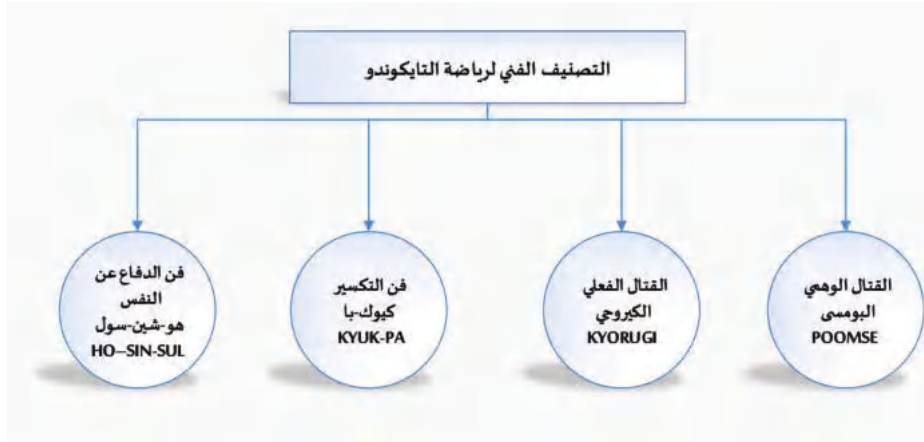 التصنيف الفني لرياضة التايكوندو
القتال الوهمي
البومسى
POOMSE
القتال الفعلي
الكيروجي
KYORUGI
فن التكسير
كيوك-با
KYUK-PA
فن الدفاع عن
النفس
هو-شين-سول
HO–SIN-SUL